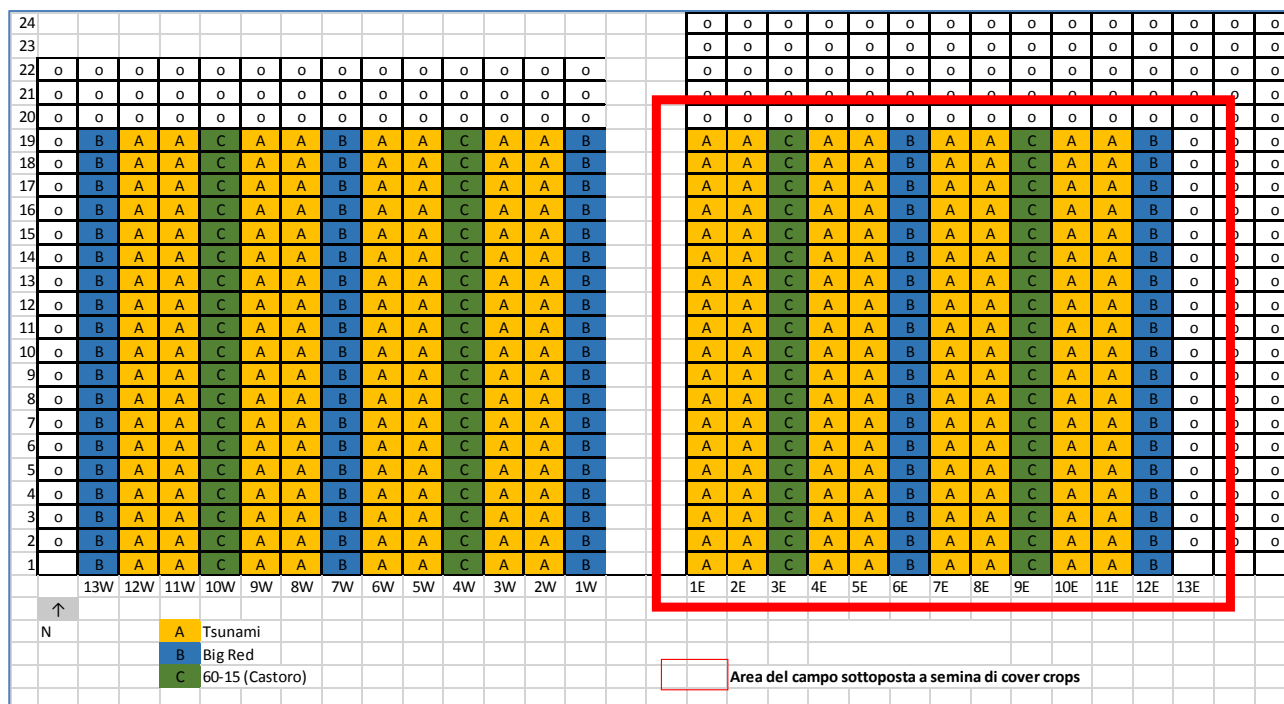 24 o o o o o o o o o o o o o o o
23 o o o o o o o o o o o o o o o
22 o o o o o o o o o o o o o o o o o o o o o o o o o o o o o
21 o o o o o o o o o o o o o o o o o o o o o o o o o o o o o
20 o o o o o o o o o o o o o o o o o o o o o o o o o o o o o
19 o B A A C A A B A A C A A B A A C A A B A A C A A B o o o
18 o B A A C A A B A A C A A B A A C A A B A A C A A B o o o
17 o B A A C A A B A A C A A B A A C A A B A A C A A B o o o
16 o B A A C A A B A A C A A B A A C A A B A A C A A B o o o
15 o B A A C A A B A A C A A B A A C A A B A A C A A B o o o
14 o B A A C A A B A A C A A B A A C A A B A A C A A B o o o
13 o B A A C A A B A A C A A B A A C A A B A A C A A B o o o
12 o B A A C A A B A A C A A B A A C A A B A A C A A B o o o
11 o B A A C A A B A A C A A B A A C A A B A A C A A B o o o
10 o B A A C A A B A A C A A B A A C A A B A A C A A B o o o
9 o B A A C A A B A A C A A B A A C A A B A A C A A B o o o
8 o B A A C A A B A A C A A B A A C A A B A A C A A B o o o
7 o B A A C A A B A A C A A B A A C A A B A A C A A B o o o
6 o B A A C A A B A A C A A B A A C A A B A A C A A B o o o
5 o B A A C A A B A A C A A B A A C A A B A A C A A B o o o
4 o B A A C A A B A A C A A B A A C A A B A A C A A B o o o
3 o B A A C A A B A A C A A B A A C A A B A A C A A B o o o
2 o B A A C A A B A A C A A B A A C A A B A A C A A B o o o
1 B A A C A A B A A C A A B A A C A A B A A C A A B
13W 12W 11W 10W 9W 8W 7W 6W 5W 4W 3W 2W 1W 1E 2E 3E 4E 5E 6E 7E 8E 9E 10E 11E 12E 13E
↑
N A Tsunami
B Big Red
C 60-15 (Castoro) Area del campo sottoposta a semina di cover crops